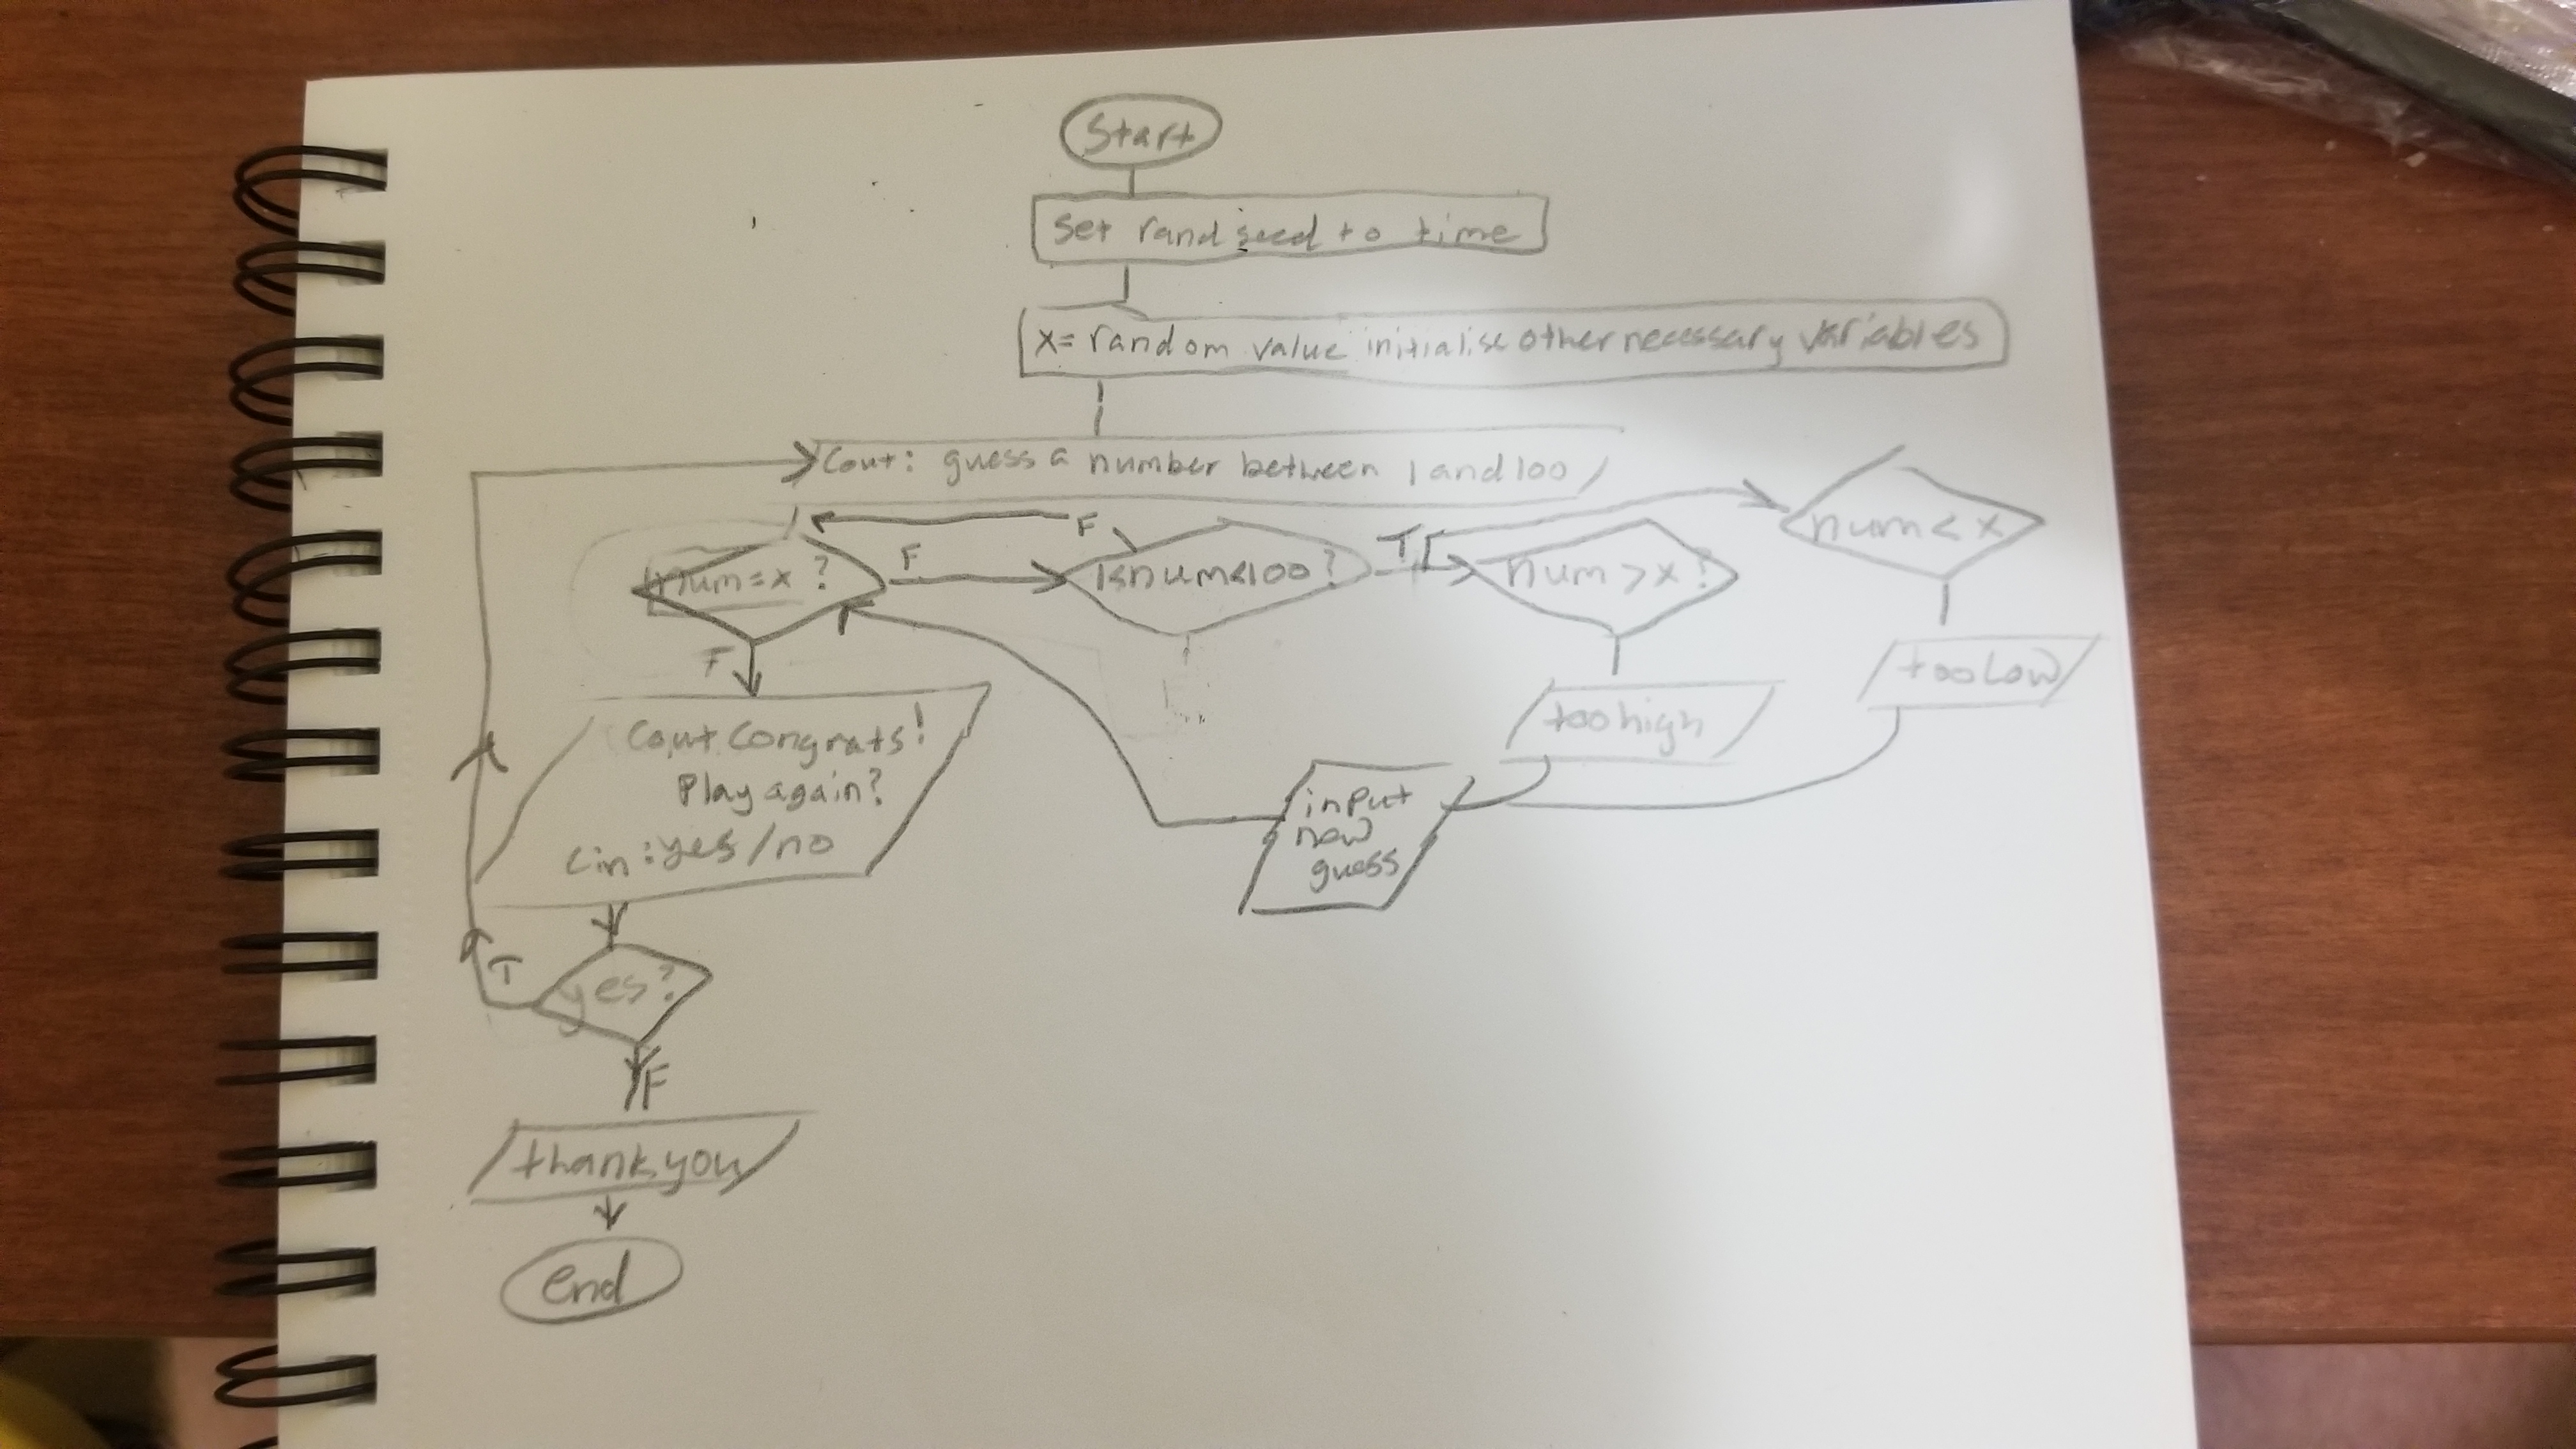 Start
Set rand seed to time
x= random value initialise other necessary variables
Cout: guess a number between 1 and 100
num=x?
F
F
isnum≤100?
T
num > x?
num < x
F
too high
too Low
input
new
guess
Cout: Congrats!
Play again?
Cin: yes/no
yes?
T
F
thank you
end